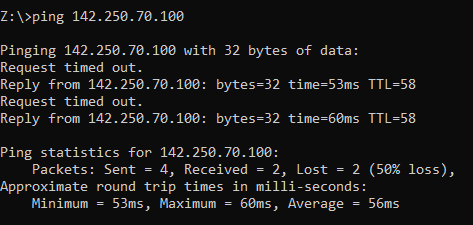 Z:\>ping 142.250.70.100
Pinging 142.250.70.100 with 32 bytes of data:
Request timed out.
Reply from 142.250.70.100: bytes=32 time=53ms TTL=58
Request timed out.
Reply from 142.250.70.100: bytes=32 time=60ms TTL=58
Ping statistics for 142.250.70.100:
    Packets: Sent = 4, Received = 2, Lost = 2 (50% loss),
Approximate round trip times in milli-seconds:
    Minimum = 53ms, Maximum = 60ms, Average = 56ms